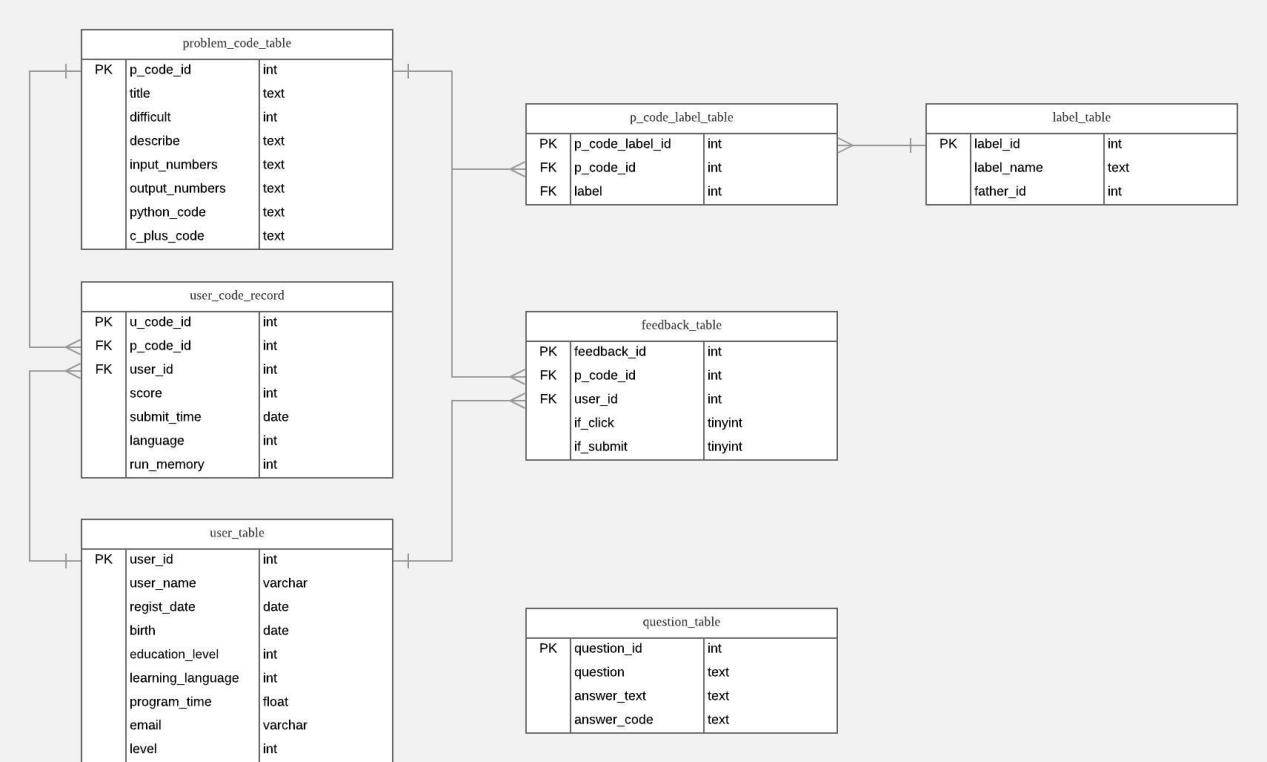 problem_code_table
PK p_code_id int
title text
difficult int
describe text
input_numbers text
output_numbers text
python_code text
c_plus_code text
p_code_label_table
PK p_code_label_id int
FK p_code_id int
FK label int
label_table
PK label_id int
label_name text
father_id int
user_code_record
PK u_code_id int
FK p_code_id int
FK user_id int
score int
submit_time date
language int
run_memory int
feedback_table
PK feedback_id int
FK p_code_id int
FK user_id int
if_click tinyint
if_submit tinyint
user_table
PK user_id int
user_name varchar
regist_date date
birth date
education_level int
learning_language int
program_time float
email varchar
level int
question_table
PK question_id int
question text
answer_text text
answer_code text